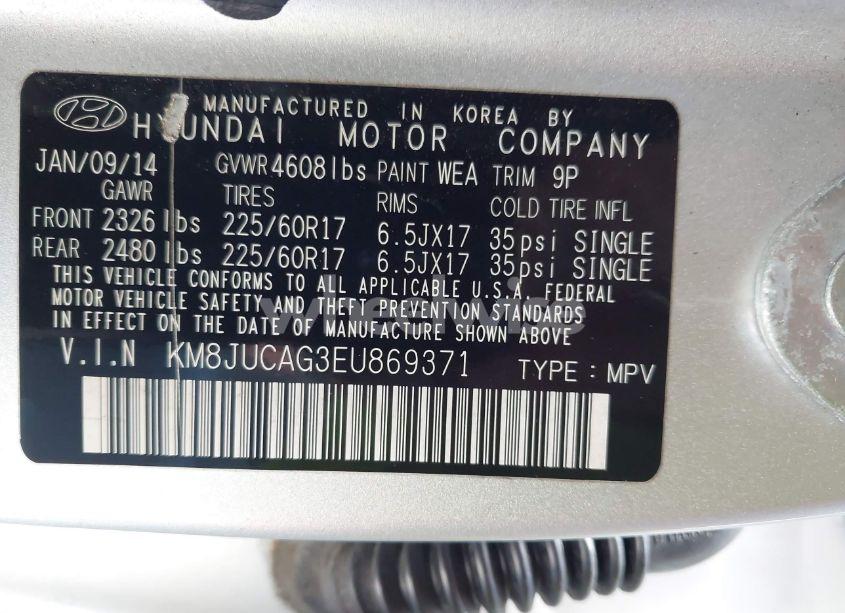 MANUFACTURED IN KOREA BY
HYUNDAI MOTOR COMPANY
JAN/09/14 GVWR 4608 lbs PAINT WEA TRIM 9P
GAWR TIRES RIMS COLD TIRE INFL
FRONT 2326 lbs 225/60R17 6.5JX17 35psi SINGLE
REAR 2480 lbs 225/60R17 6.5JX17 35psi SINGLE
THIS VEHICLE CONFORMS TO ALL APPLICABLE U.S.A. FEDERAL
MOTOR VEHICLE SAFETY AND THEFT PREVENTION STANDARDS
IN EFFECT ON THE DATE OF MANUFACTURE SHOWN ABOVE
V.I.N KM8JUCAG3EU869371 TYPE : MPV